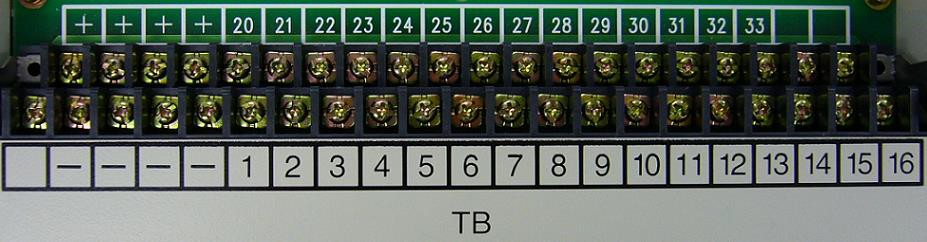 + + + + 20 21 22 23 24 25 26 27 28 29 30 31 32 33
— — — — 1 2 3 4 5 6 7 8 9 10 11 12 13 14 15 16
TB